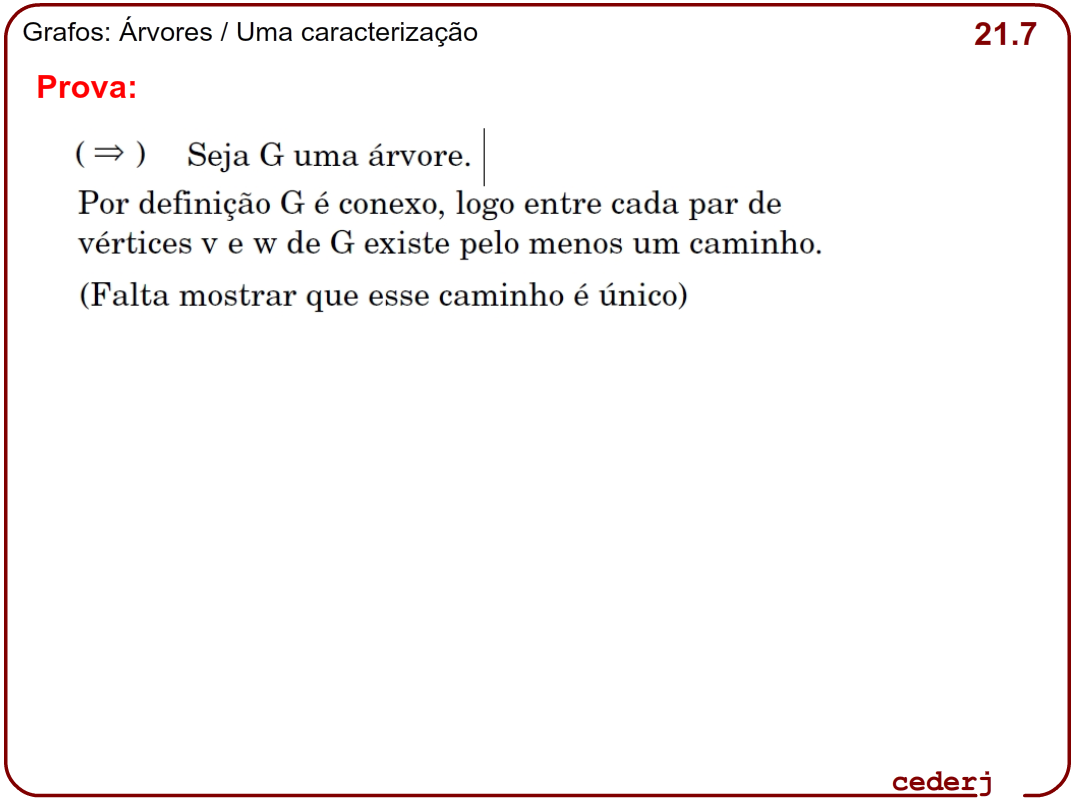 Grafos: Árvores / Uma caracterização
21.7
Prova:
( ⇒ ) Seja G uma árvore.
Por definição G é conexo, logo entre cada par de
vértices v e w de G existe pelo menos um caminho.
(Falta mostrar que esse caminho é único)
cederj